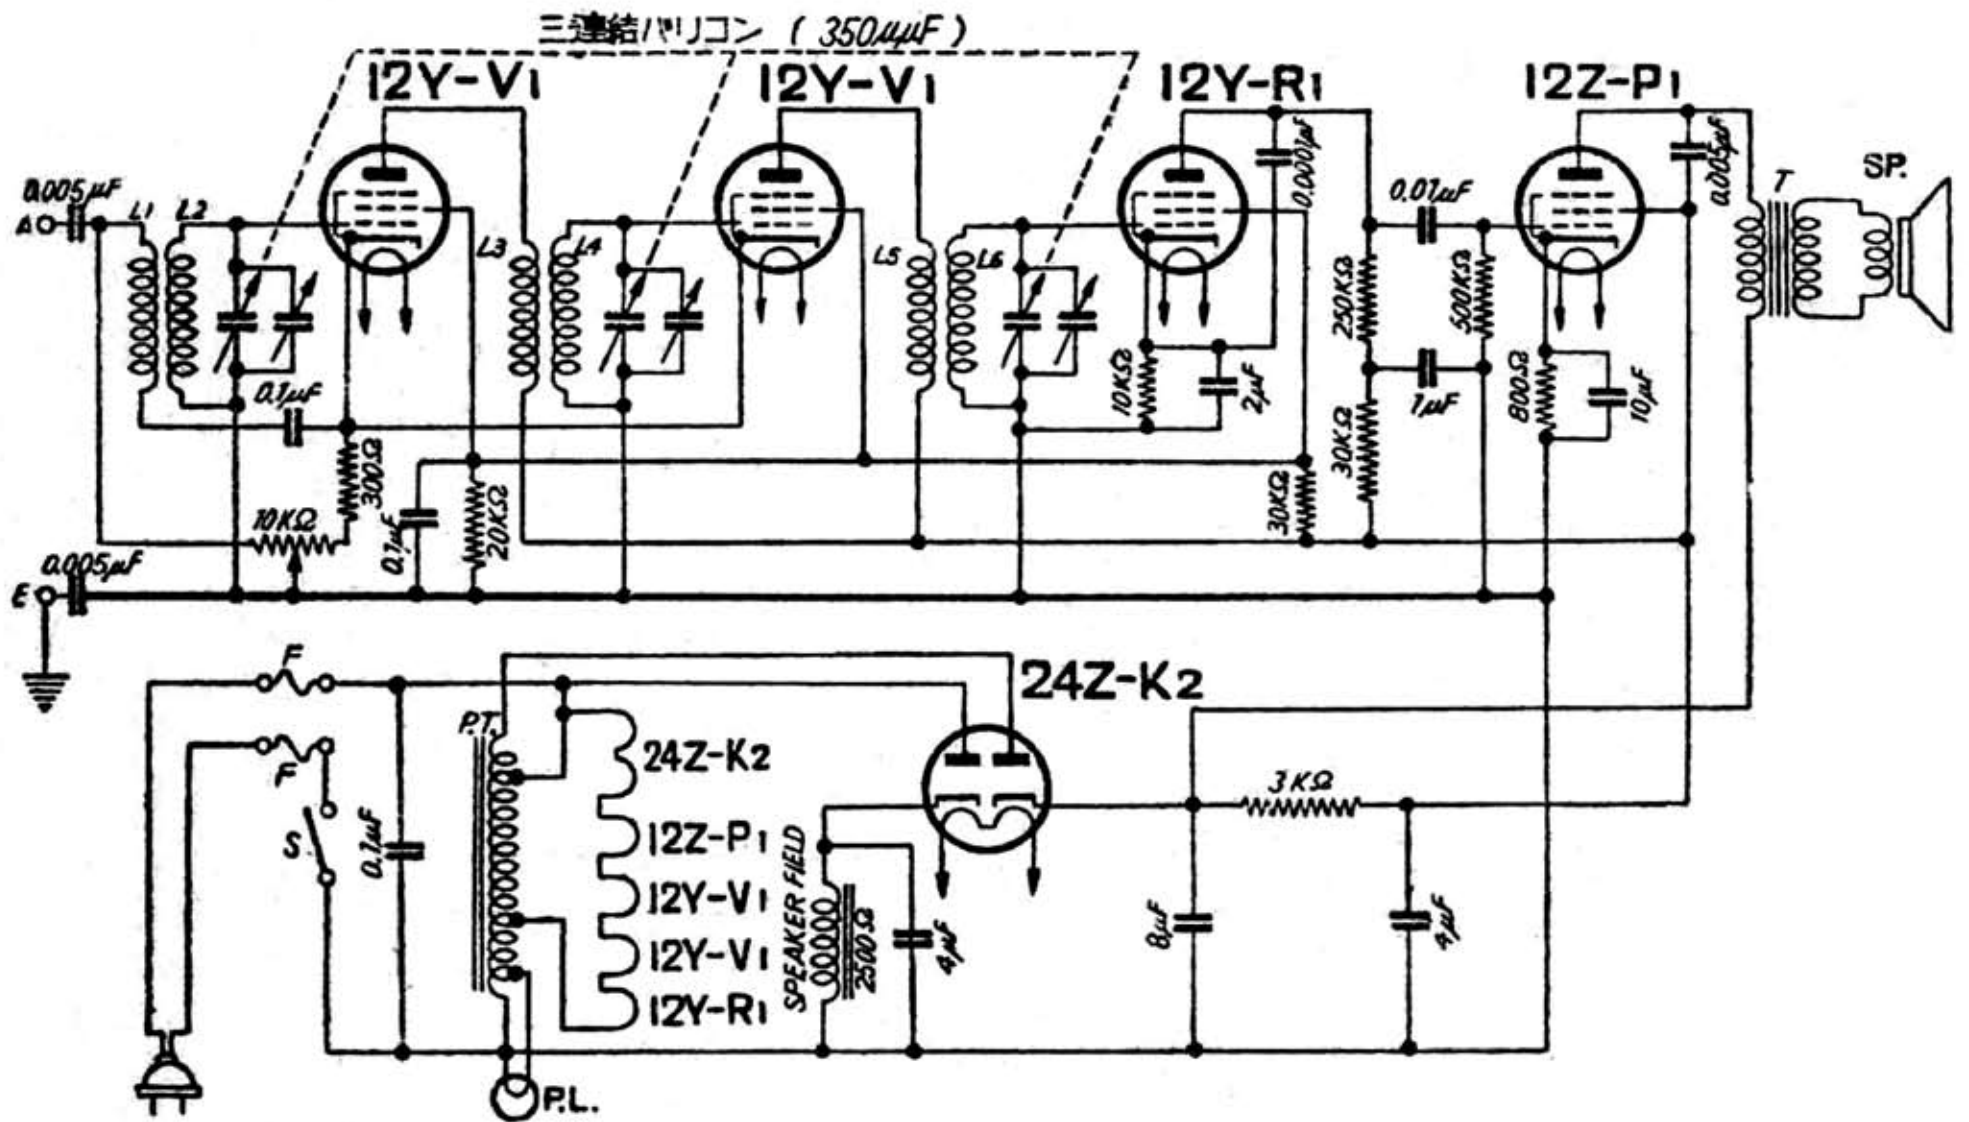 三連結バリコン ( 350μμF )
12Y-V1
12Y-V1
12Y-R1
12Z-P1
0.005μF
A
L1
L2
L3
L4
L5
L6
0.0001μF
0.01μF
0.005μF
T
SP.
250KΩ
500KΩ
0.1μF
300Ω
10KΩ
2μF
1μF
800Ω
10μF
30KΩ
10KΩ
0.1μF
20KΩ
30KΩ
0.005μF
E
F
F
S
0.1μF
P.T.
24Z-K2
24Z-K2
12Z-P1
12Y-V1
12Y-V1
12Y-R1
SPEAKER FIELD
2500Ω
4μF
3KΩ
8μF
4μF
P.L.